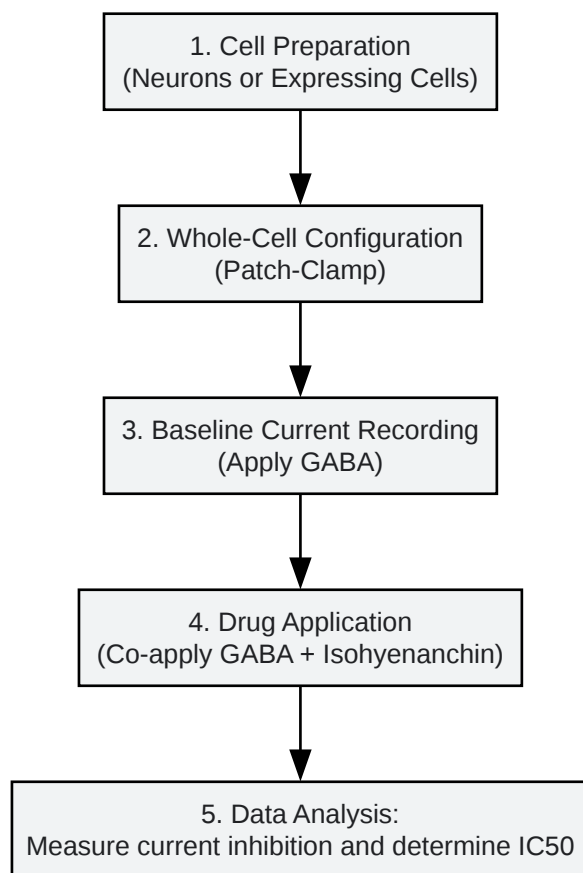 1. Cell Preparation
(Neurons or Expressing Cells)
2. Whole-Cell Configuration
(Patch-Clamp)
3. Baseline Current Recording
(Apply GABA)
4. Drug Application
(Co-apply GABA + Isohyenanchin)
5. Data Analysis:
Measure current inhibition and determine IC50